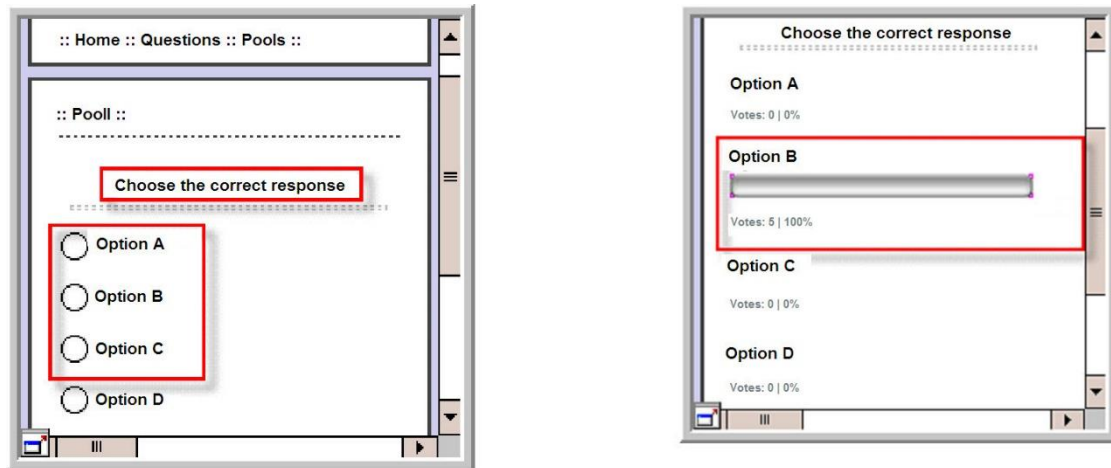 :: Home :: Questions :: Pools ::
:: Pooll ::
Choose the correct response
Option A
Option B
Option C
Option D
Choose the correct response
Option A
Votes: 0 | 0%
Option B
Votes: 5 | 100%
Option C
Votes: 0 | 0%
Option D
Votes: 0 | 0%